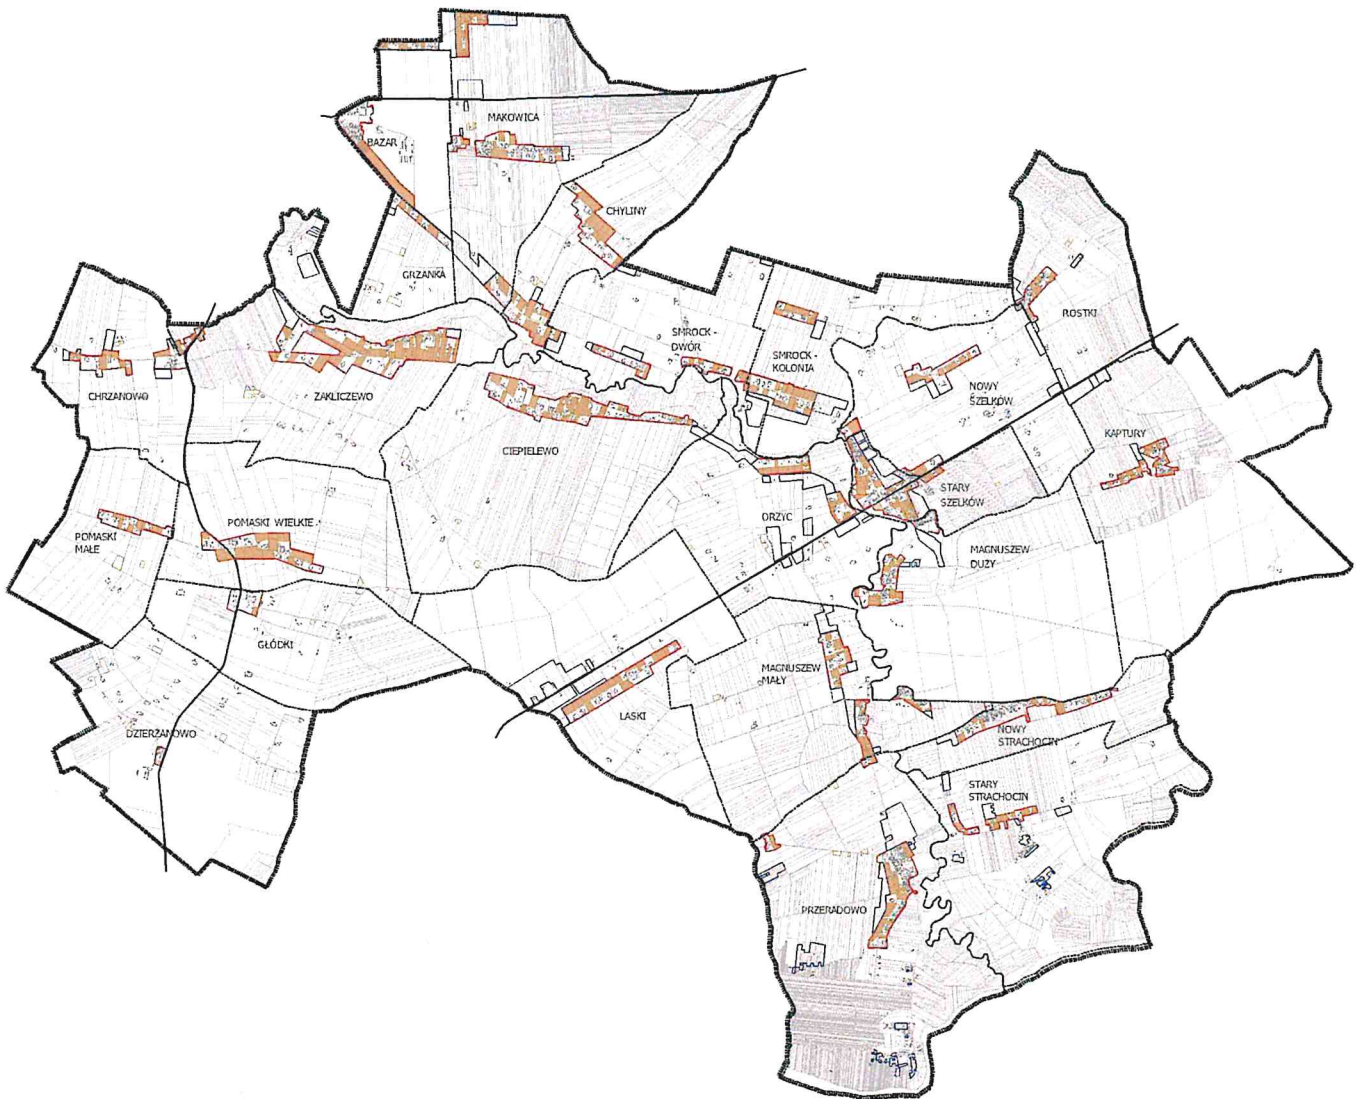 MAKOWICA
BAZAR
CHYLINY
GRZANKA
ROSTKI
SMROCK -
DWÓR
SMROCK -
KOLONIA
CHRZANOWO
ZAKLICZEWO
NOWY
SZELKÓW
CIEPIELEWO
KAPTURY
STARY
SZELKÓW
ORZYC
POMASKI WIELKIE
POMASKI
MAŁE
MAGNUSZEW
DUŻY
GŁÓDKI
MAGNUSZEW
MAŁY
LASKI
DZIERŻANOWO
NOWY
STRACHOCIN
STARY
STRACHOCIN
PRZERADOWO